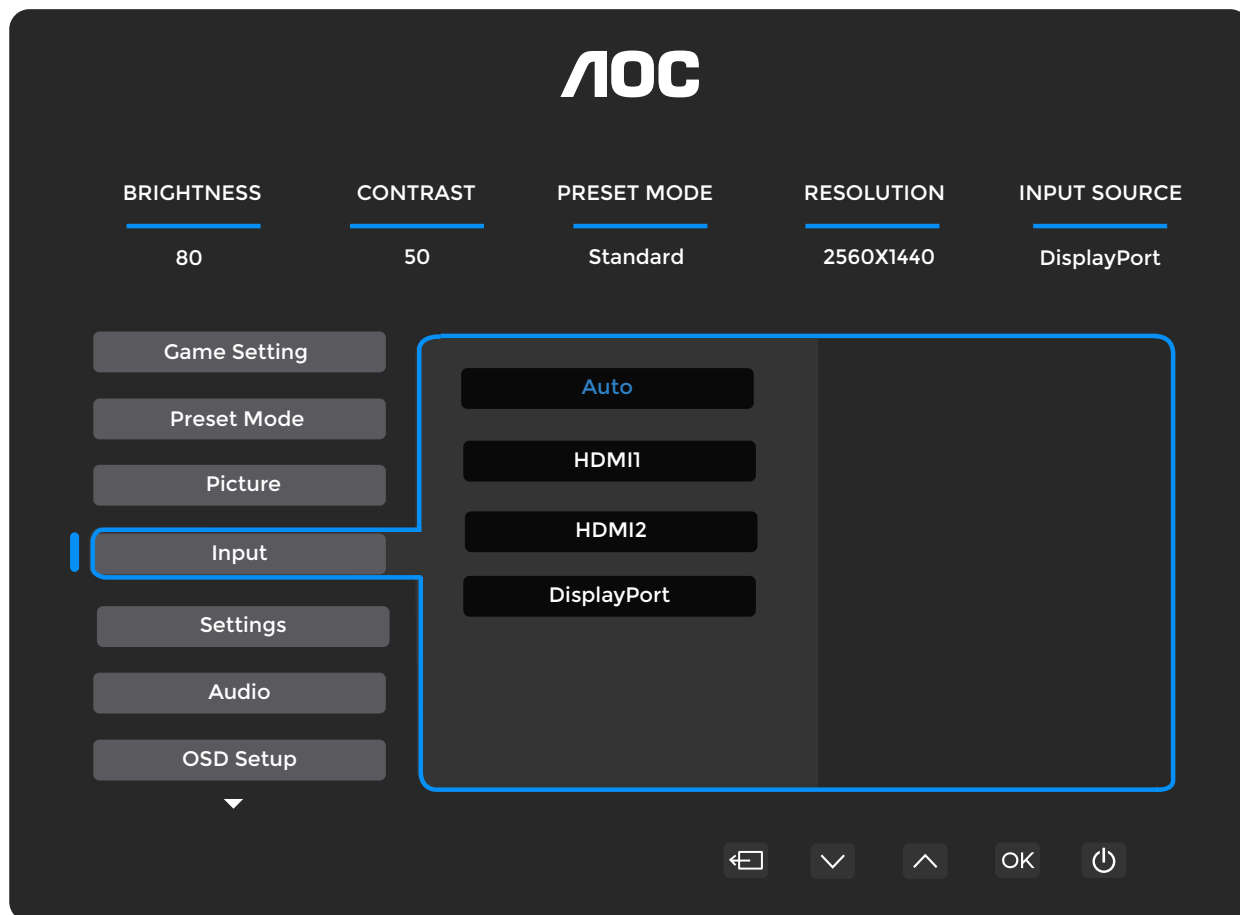 AOC
BRIGHTNESS CONTRAST PRESET MODE RESOLUTION INPUT SOURCE
80 50 Standard 2560X1440 DisplayPort
Game Setting
Preset Mode
Picture
Input
Settings
Audio
OSD Setup
Auto
HDMI1
HDMI2
DisplayPort
OK